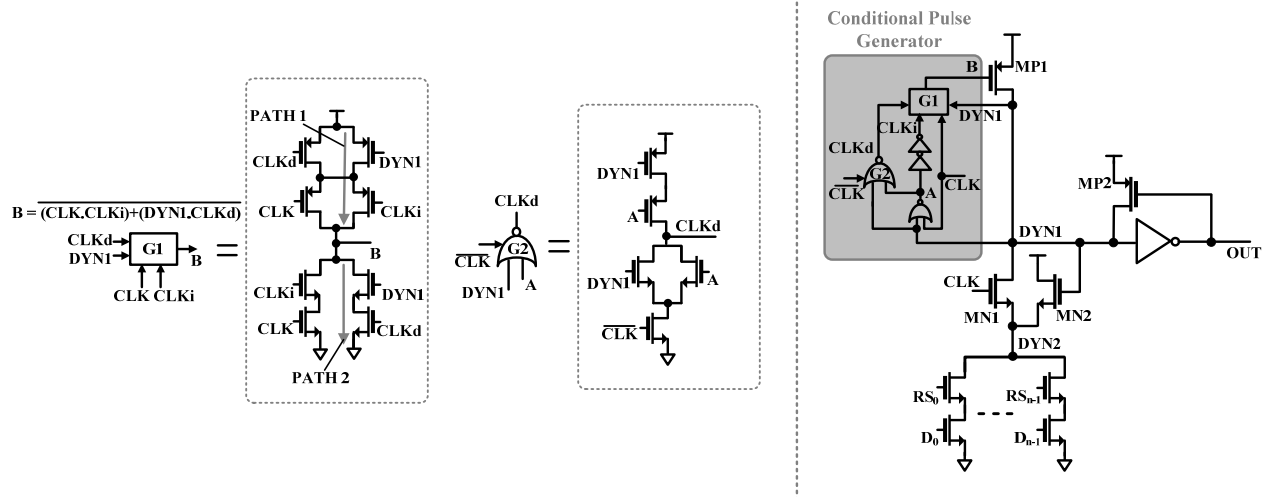 PATH 1
CLKd
DYN1
CLK
CLKi
B = (CLK.CLKi)+(DYN1.CLKd)
CLKd
DYN1
G1
B
CLK CLKi
=
B
CLKi
DYN1
CLK
CLKd
PATH 2
CLKd
CLK
G2
DYN1
A
=
DYN1
A
CLKd
DYN1
A
CLK
Conditional Pulse
Generator
B
MP1
G1
DYN1
CLKi
CLKd
G2
CLK
A
CLK
MP2
DYN1
OUT
CLK
MN1
MN2
DYN2
RS0
RSn-1
D0
Dn-1